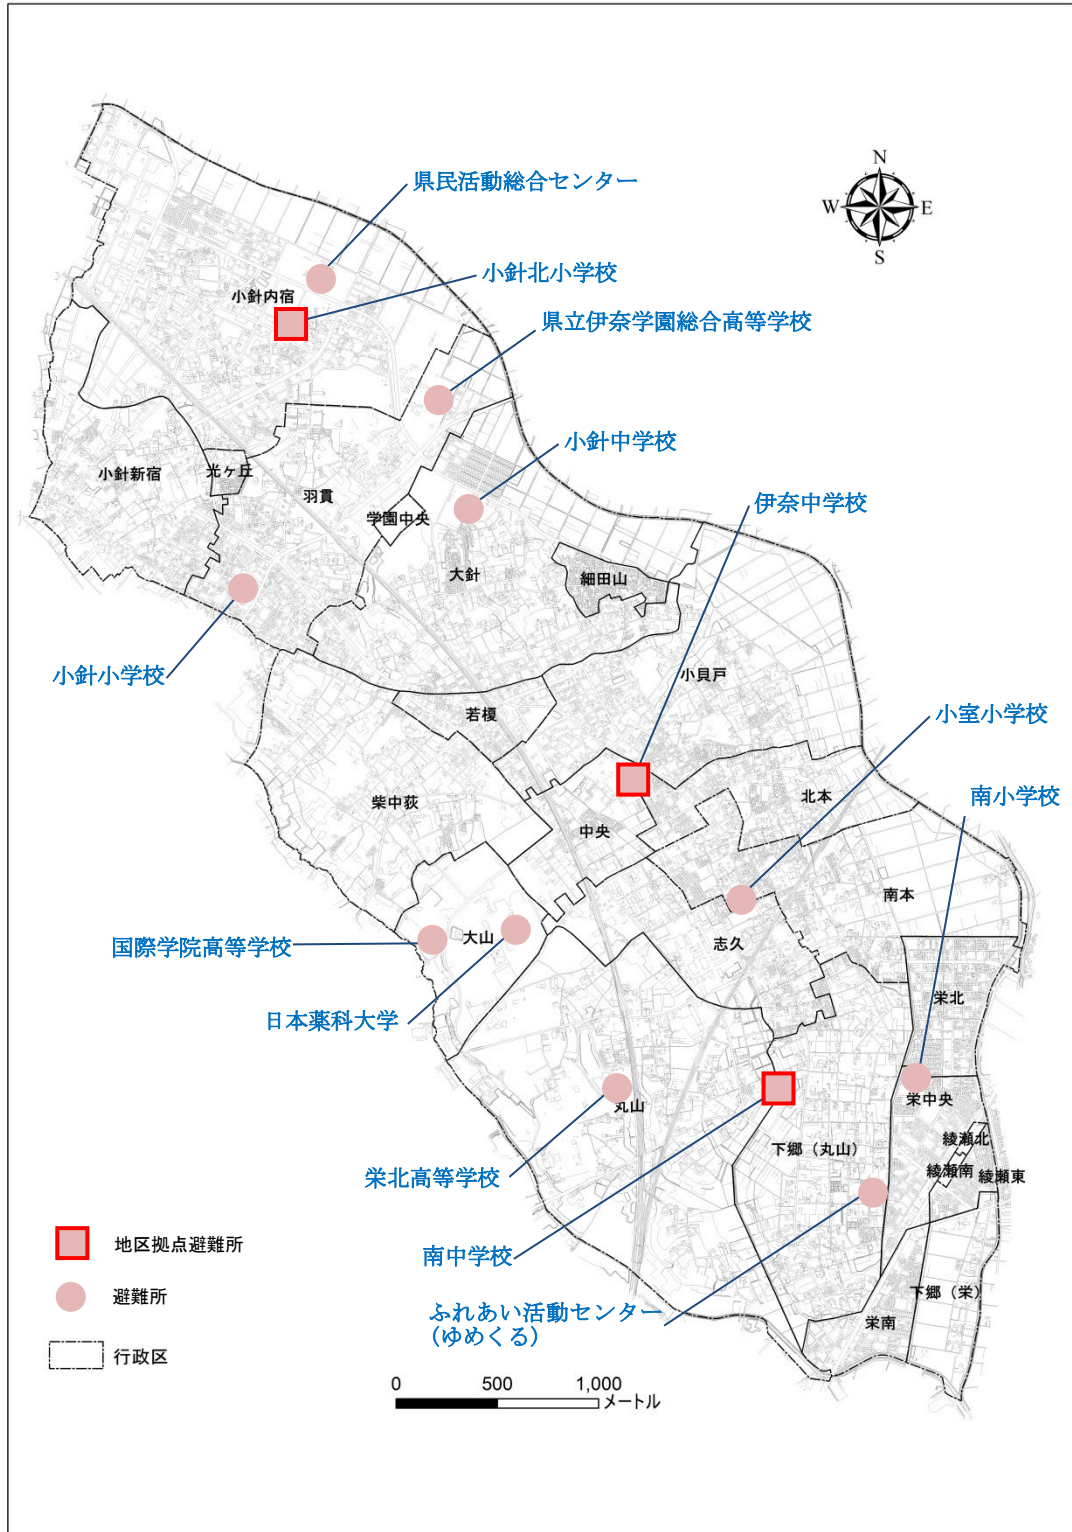 県民活動総合センター
N
W
E
S
小針北小学校
小針内宿
県立伊奈学園総合高等学校
小針中学校
小針新宿
光ヶ丘
羽貫
学園中央
伊奈中学校
大針
細田山
小針小学校
小貝戸
若榎
小室小学校
北本
南小学校
柴中荻
中央
南本
国際学院高等学校
大山
志久
日本薬科大学
栄北
丸山
栄中央
下郷（丸山）
綾瀬北
綾瀬南
綾瀬東
栄北高等学校
南中学校
地区拠点避難所
避難所
ふれあい活動センター
（ゆめくる）
下郷（栄）
栄南
行政区
0
500
1,000
メートル